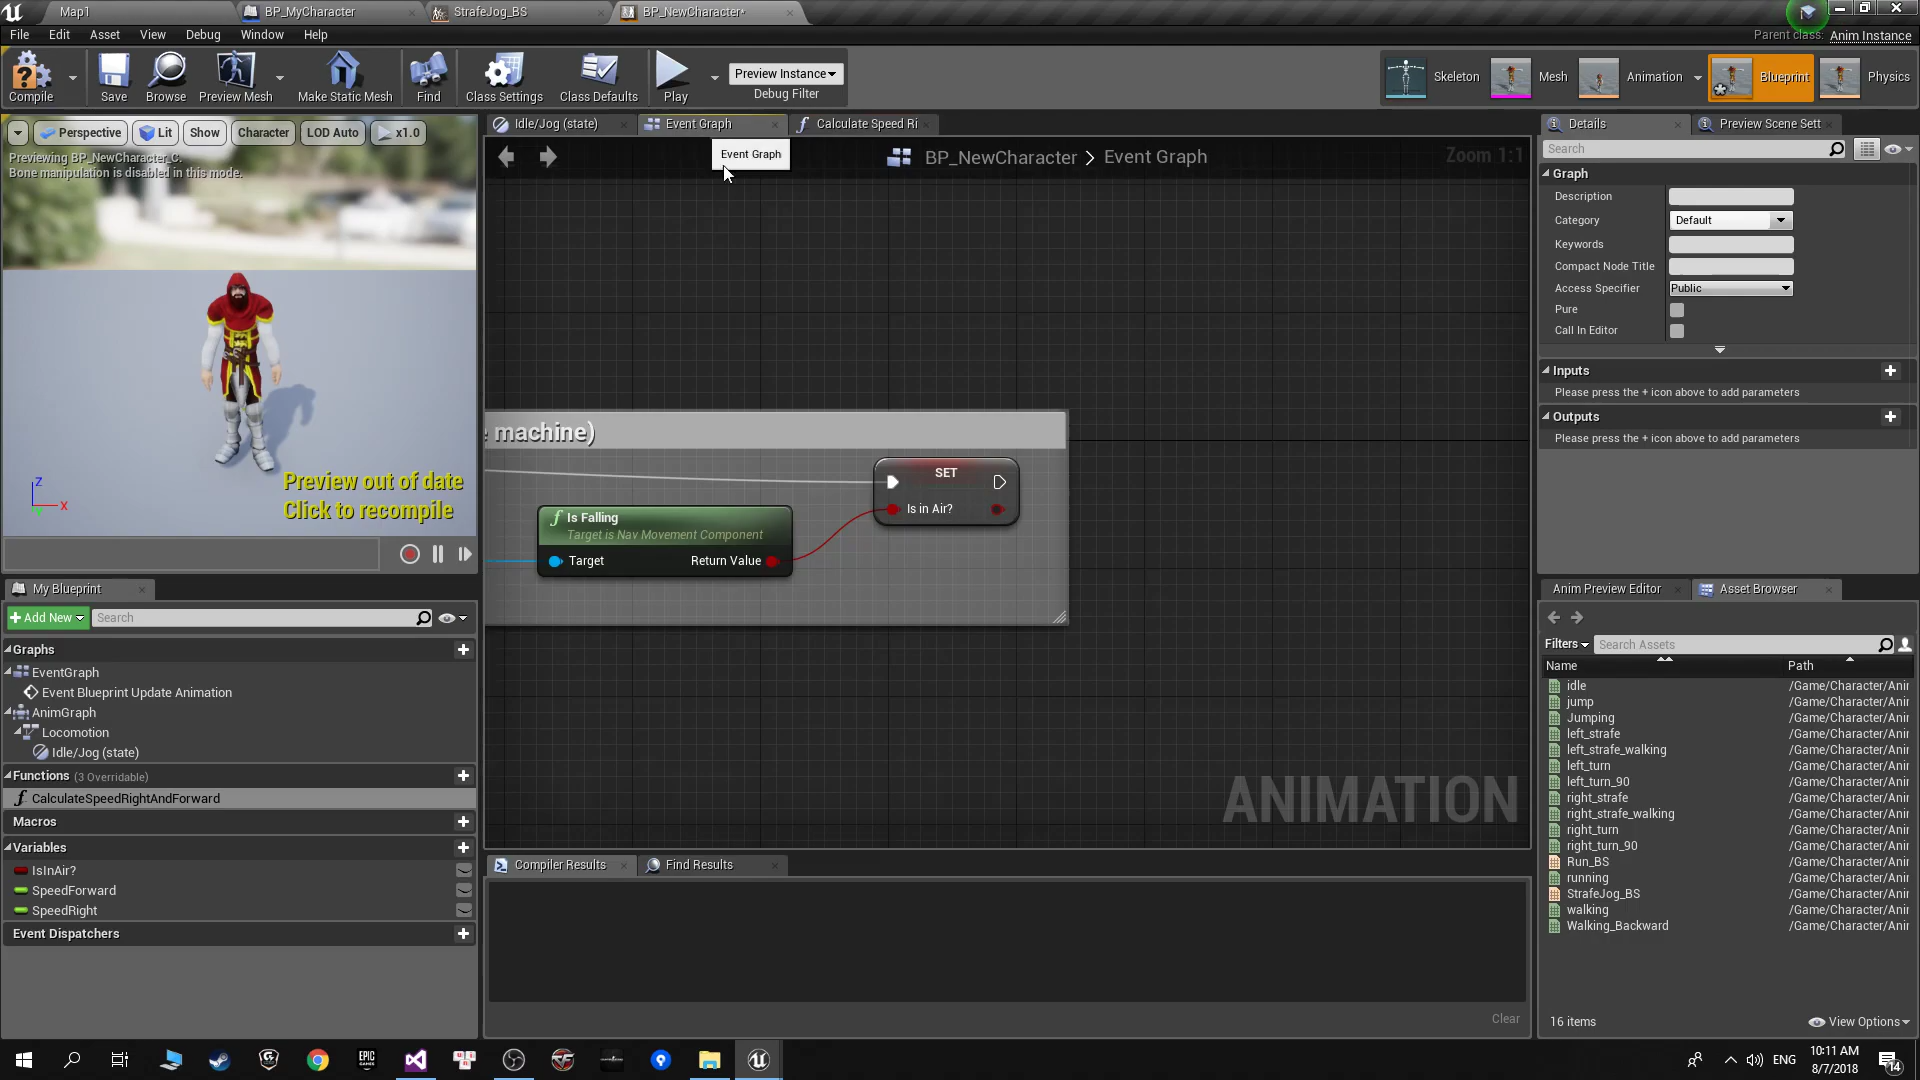 Map1
BP_MyCharacter
StrafeJog_BS
BP_NewCharacter*
File Edit Asset View Debug Window Help
Parent class: Anim Instance
Compile
Save
Browse
Preview Mesh
Make Static Mesh
Find
Class Settings
Class Defaults
Play
Preview Instance
Debug Filter
Skeleton
Mesh
Animation
Blueprint
Physics
Perspective
Lit
Show
Character
LOD Auto
x1.0
Previewing BP_NewCharacter_C.
Bone manipulation is disabled in this mode.
Z
X
Preview out of date
Click to recompile
Idle/Jog (state)
Event Graph
Calculate Speed Ri
Event Graph
BP_NewCharacter > Event Graph
Zoom 1:1
e machine)
SET
Is in Air?
f Is Falling
Target is Nav Movement Component
Target
Return Value
ANIMATION
My Blueprint
Add New
Search
Graphs
EventGraph
Event Blueprint Update Animation
AnimGraph
Locomotion
Idle/Jog (state)
Functions (3 Overridable)
f CalculateSpeedRightAndForward
Macros
Variables
IsInAir?
SpeedForward
SpeedRight
Event Dispatchers
Compiler Results
Find Results
Clear
Details
Preview Scene Sett
Search
Graph
Description
Category Default
Keywords
Compact Node Title
Access Specifier Public
Pure
Call In Editor
Inputs
Please press the + icon above to add parameters
Outputs
Please press the + icon above to add parameters
Anim Preview Editor
Asset Browser
Filters
Search Assets
Name Path
idle /Game/Character/Anir
jump /Game/Character/Anir
Jumping /Game/Character/Anir
left_strafe /Game/Character/Anir
left_strafe_walking /Game/Character/Anir
left_turn /Game/Character/Anir
left_turn_90 /Game/Character/Anir
right_strafe /Game/Character/Anir
right_strafe_walking /Game/Character/Anir
right_turn /Game/Character/Anir
right_turn_90 /Game/Character/Anir
Run_BS /Game/Character/Anir
running /Game/Character/Anir
StrafeJog_BS /Game/Character/Anir
walking /Game/Character/Anir
Walking_Backward /Game/Character/Anir
16 items
View Options
EPIC
GAMES
ENG
10:11 AM
8/7/2018
14